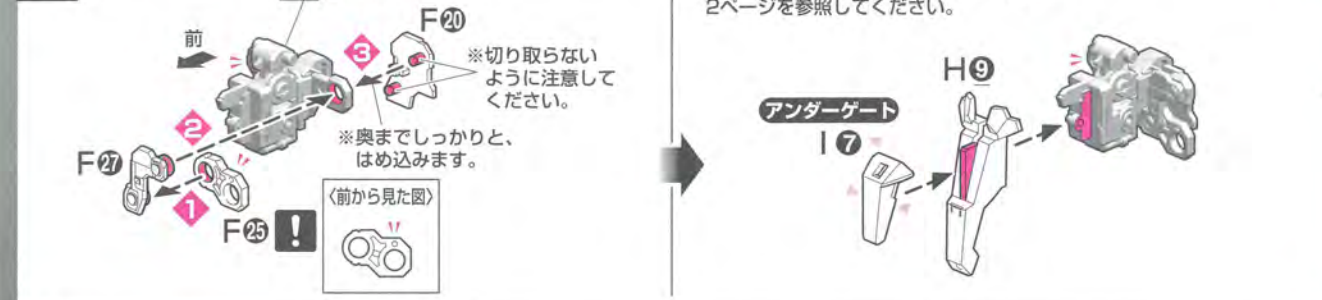 前
3
F20
※切り取らない
ように注意して
ください。
2
※奥までしっかりと、
はめ込みます。
F27
1
F25
!
〈前から見た図〉
2ページを参照してください。
H9
アンダーゲート
I7